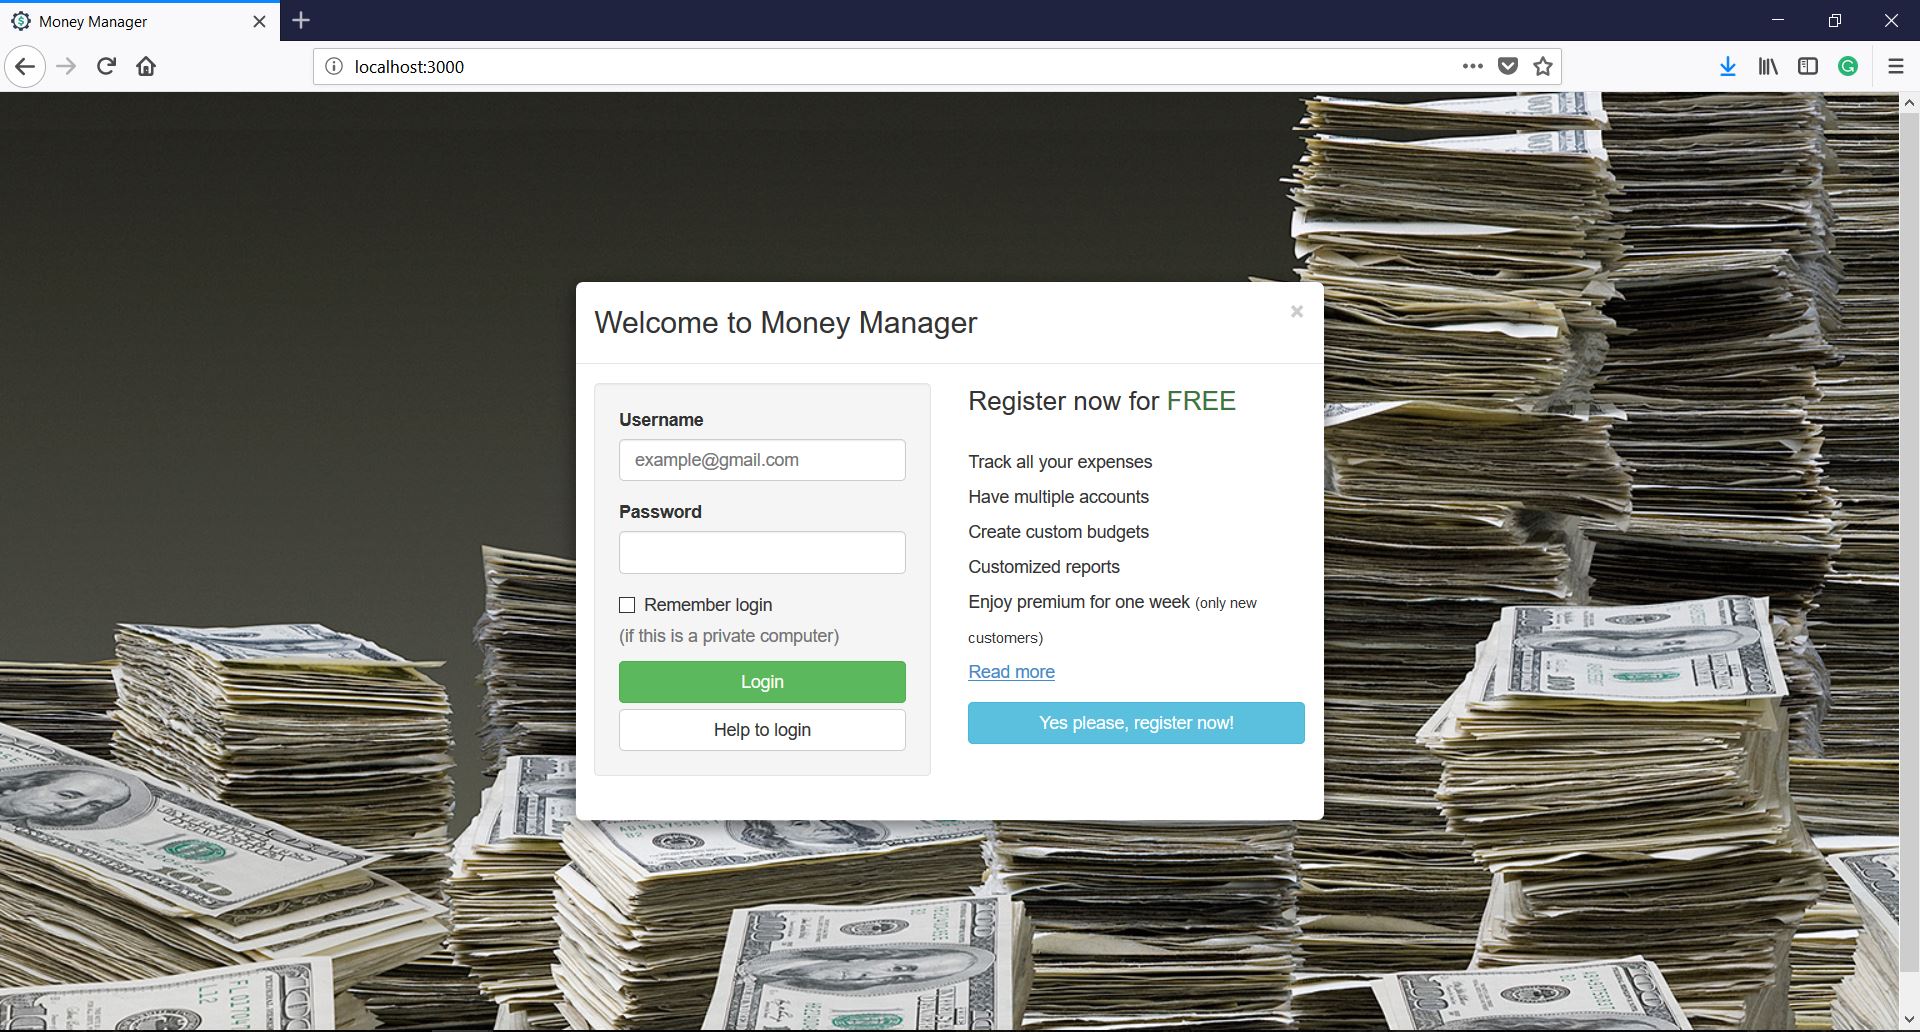 Money Manager
localhost:3000
Welcome to Money Manager
×
Username
example@gmail.com
Password
Remember login
(if this is a private computer)
Login
Help to login
Register now for FREE
Track all your expenses
Have multiple accounts
Create custom budgets
Customized reports
Enjoy premium for one week (only new
customers)
Read more
Yes please, register now!
100